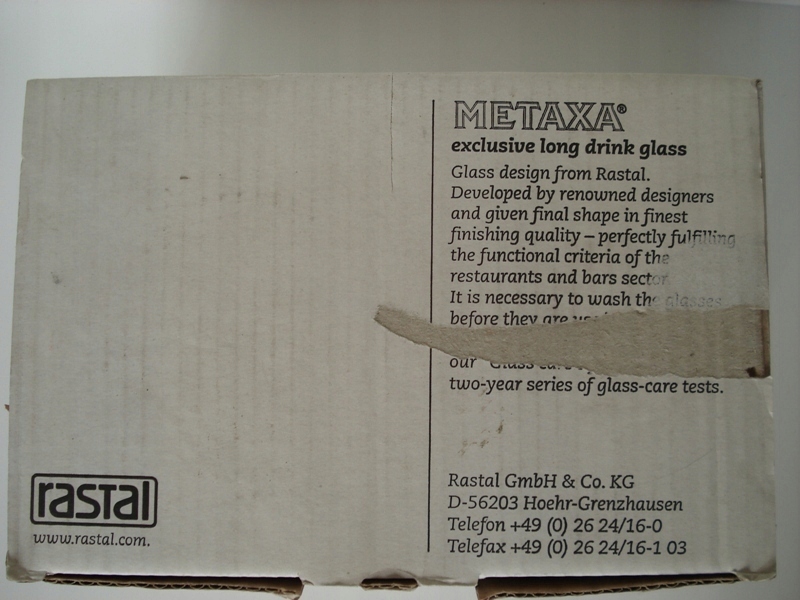 METAXA®
exclusive long drink glass
Glass design from Rastal.
Developed by renowned designers
and given final shape in finest
finishing quality – perfectly fulfilling
the functional criteria of the
restaurants and bars sector
It is necessary to wash the glasses
before they are
our
two-year series of glass-care tests.
Rastal GmbH & Co. KG
D-56203 Hoehr-Grenzhausen
Telefon +49 (0) 26 24/16-0
Telefax +49 (0) 26 24/16-1 03
rastal
www.rastal.com.